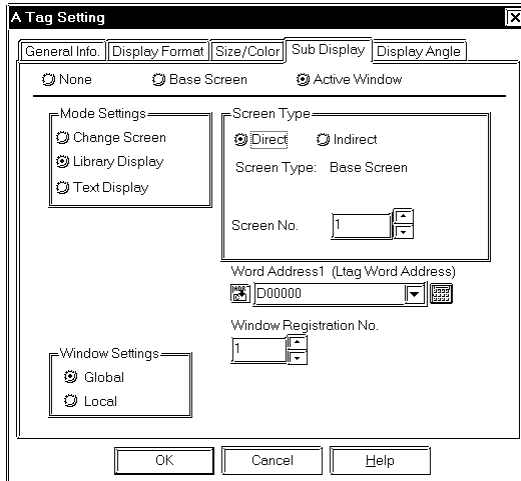 A Tag Setting
General Info. Display Format Size/Color Sub Display Display Angle
None Base Screen Active Window
Mode Settings
Change Screen
Library Display
Text Display
Screen Type
Direct Indirect
Screen Type: Base Screen
Screen No. 1
Word Address1 (Ltag Word Address)
D00000
Window Registration No.
1
Window Settings
Global
Local
OK Cancel Help